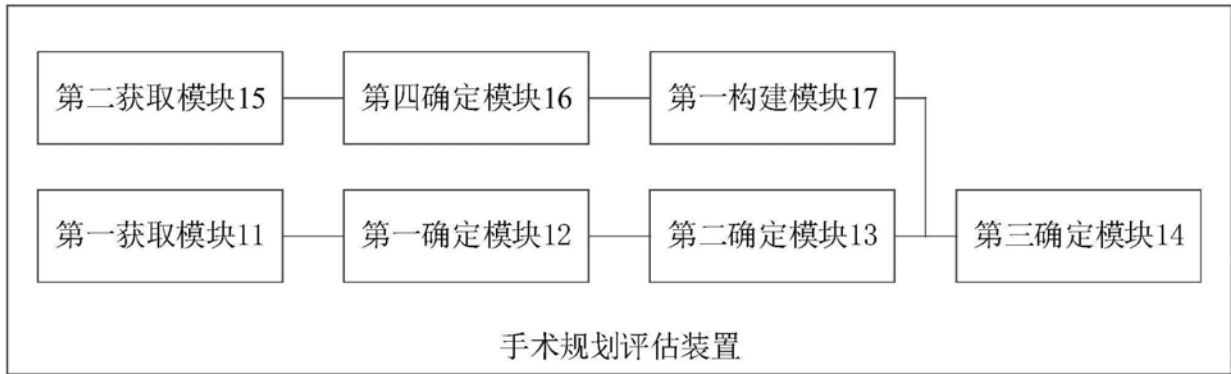 第二获取模块15
第四确定模块16
第一构建模块17
第一获取模块11
第一确定模块12
第二确定模块13
第三确定模块14
手术规划评估装置